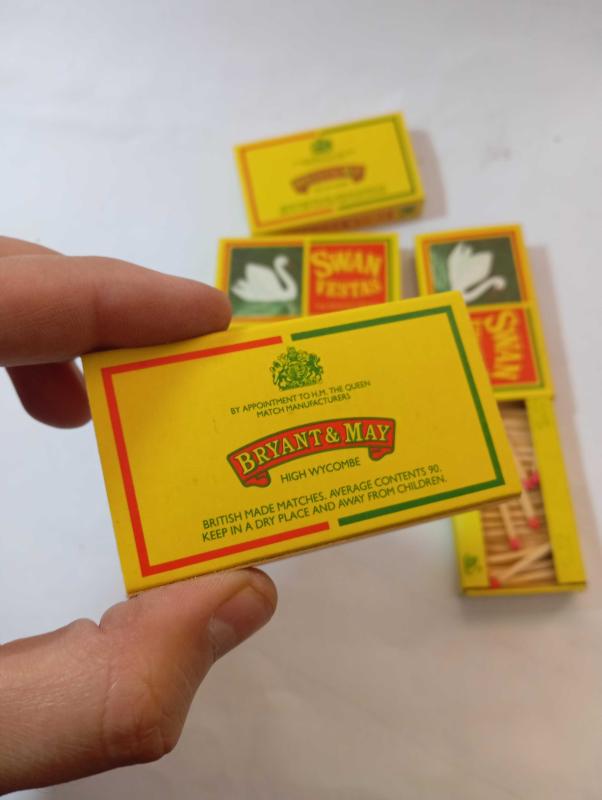 SWAN
VESTAS
SWAN
BY APPOINTMENT TO H.M. THE QUEEN
MATCH MANUFACTURERS
BRYANT & MAY
HIGH WYCOMBE
BRITISH MADE MATCHES. AVERAGE CONTENTS 90.
KEEP IN A DRY PLACE AND AWAY FROM CHILDREN.